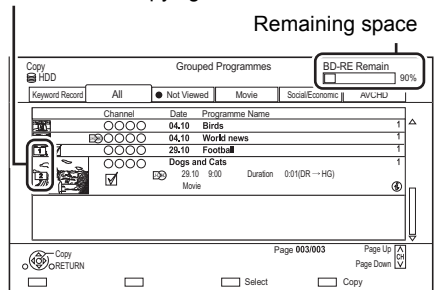 Remaining space
Copy
HDD
Grouped Programmes
BD-RE Remain
90%
Keyword Record All Not Viewed Movie Social/Economic AVCHD
Channel Date Programme Name
04.10 Birds 1
04.10 World news 1
29.10 Football 1
1
Dogs and Cats 1
29.10 9:00 Duration 0:01(DR → HG)
2
Movie
Copy
RETURN
Page 003/003
Page Up
CH
Page Down
Select Copy